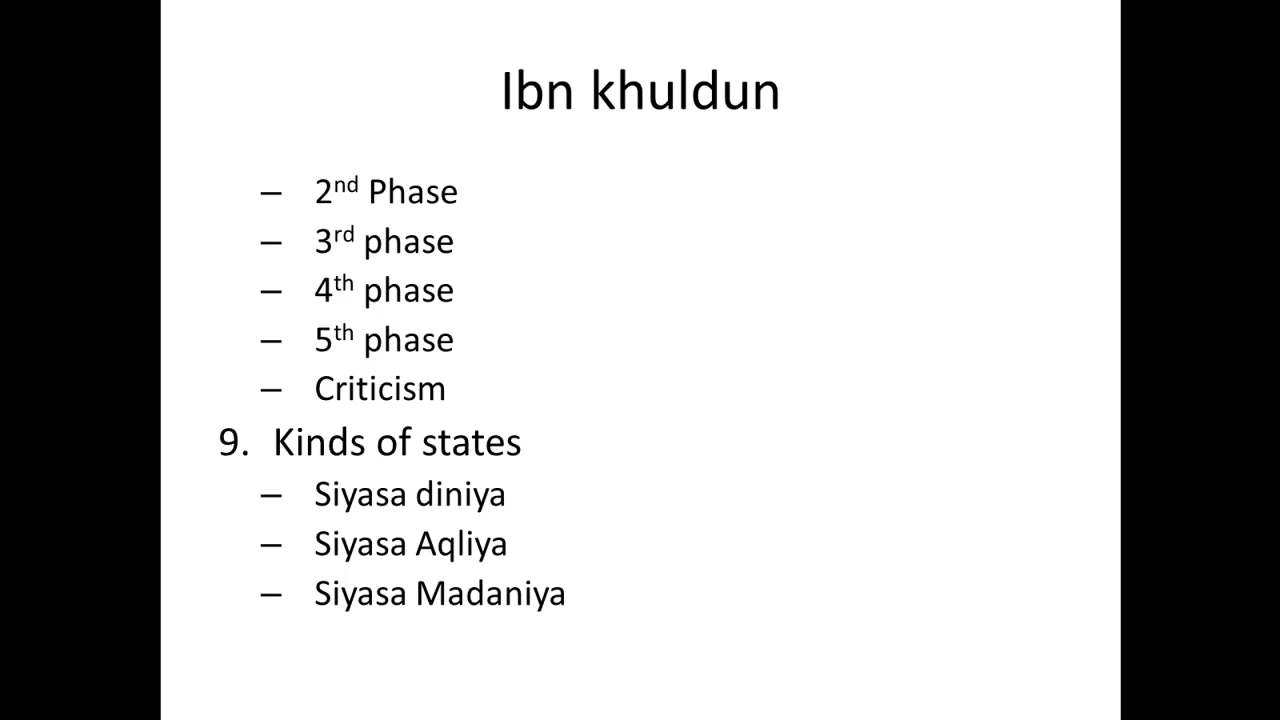 Ibn khuldun
– 2nd Phase
– 3rd phase
– 4th phase
– 5th phase
– Criticism
9. Kinds of states
– Siyasa diniya
– Siyasa Aqliya
– Siyasa Madaniya